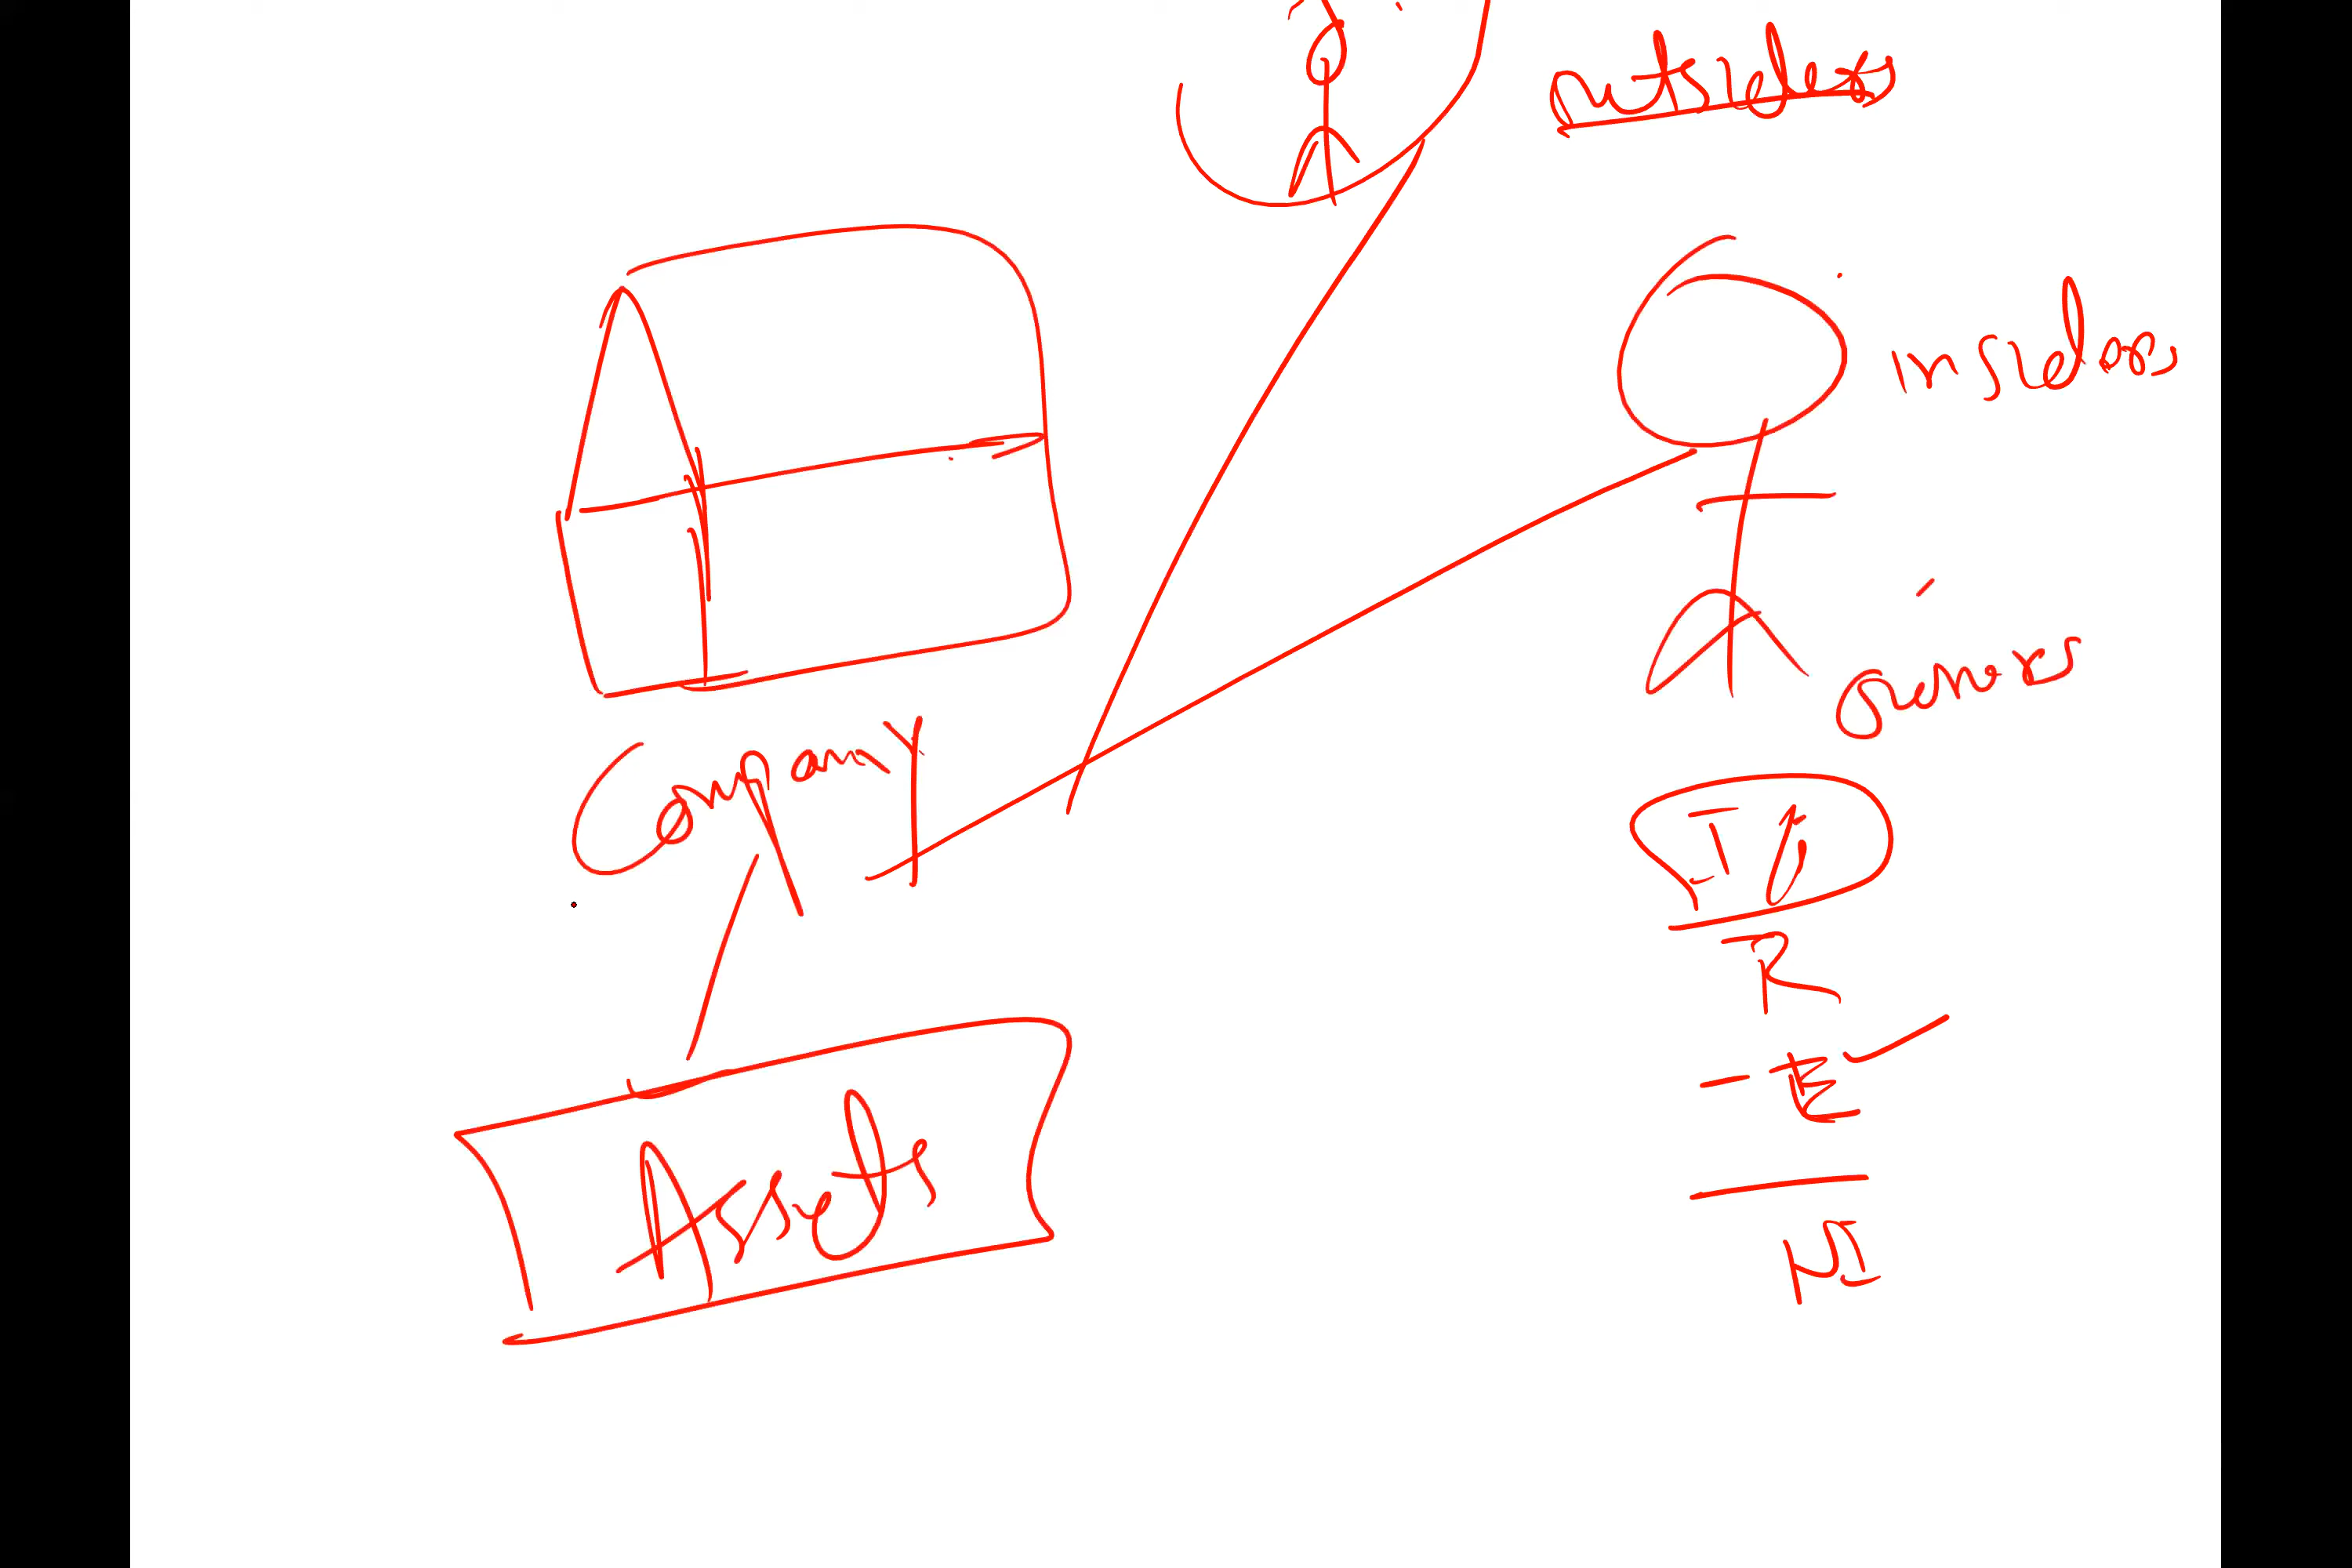 outsiders
insiders
Company
owners
I/S
R
- E
NI
Assets